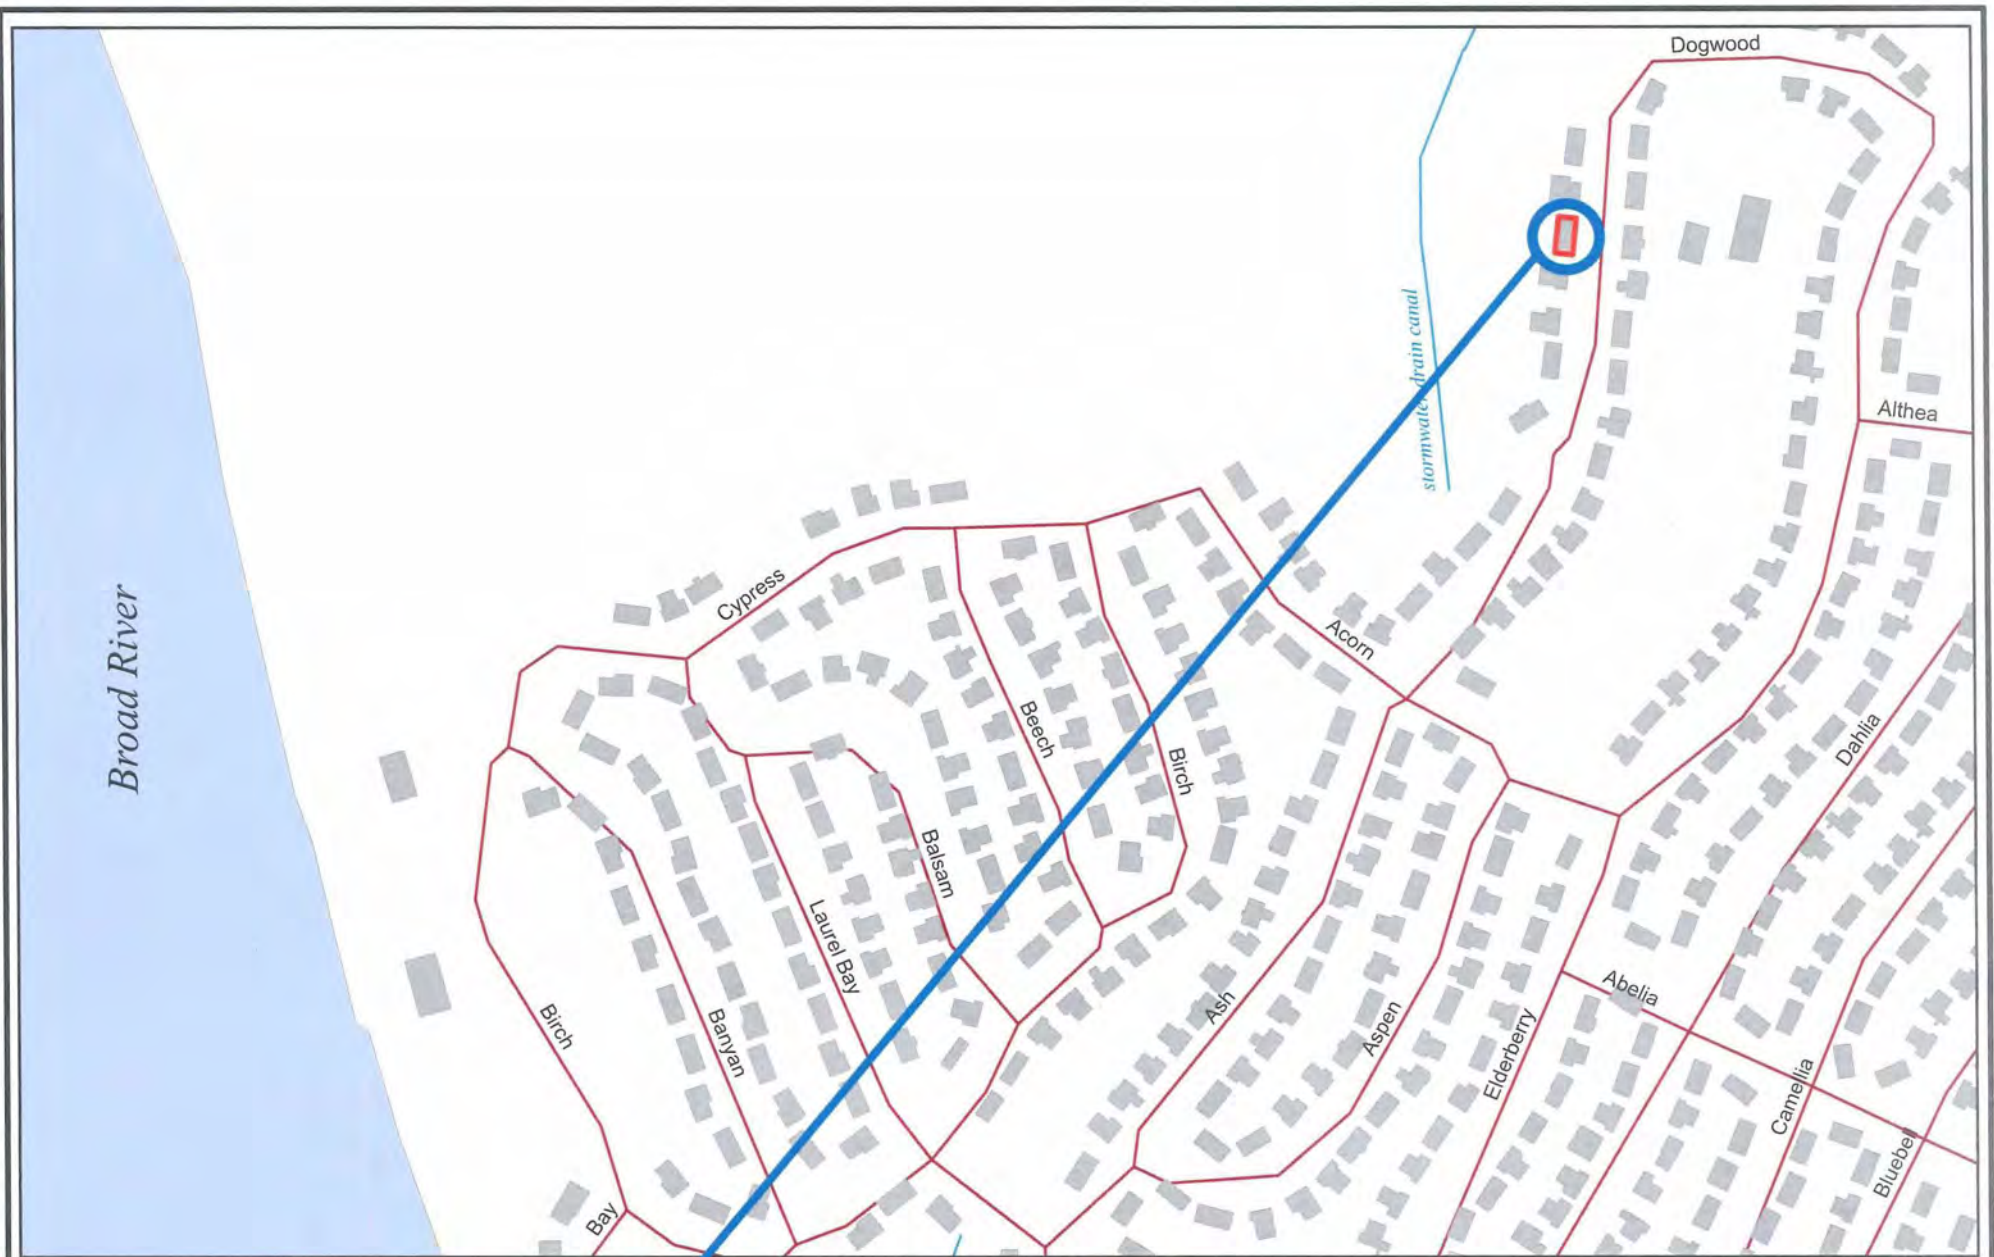 Dogwood
stormwater drain canal
Althea
Broad River
Cypress
Acorn
Beech
Birch
Dahlia
Balsam
Laurel Bay
Abelia
Ash
Aspen
Elderberry
Birch
Banyan
Camellia
Bluebell
Bay